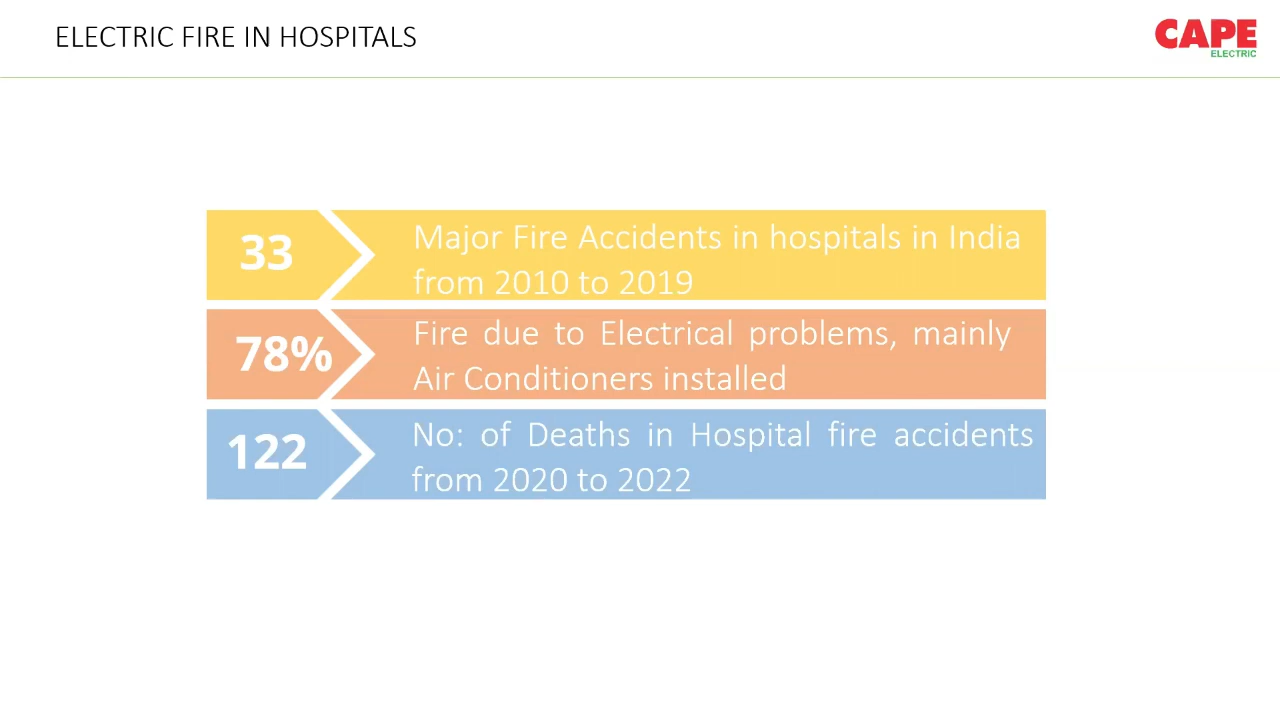 ELECTRIC FIRE IN HOSPITALS
CAPE
ELECTRIC
33
Major Fire Accidents in hospitals in India
from 2010 to 2019
78%
Fire due to Electrical problems, mainly
Air Conditioners installed
122
No: of Deaths in Hospital fire accidents
from 2020 to 2022